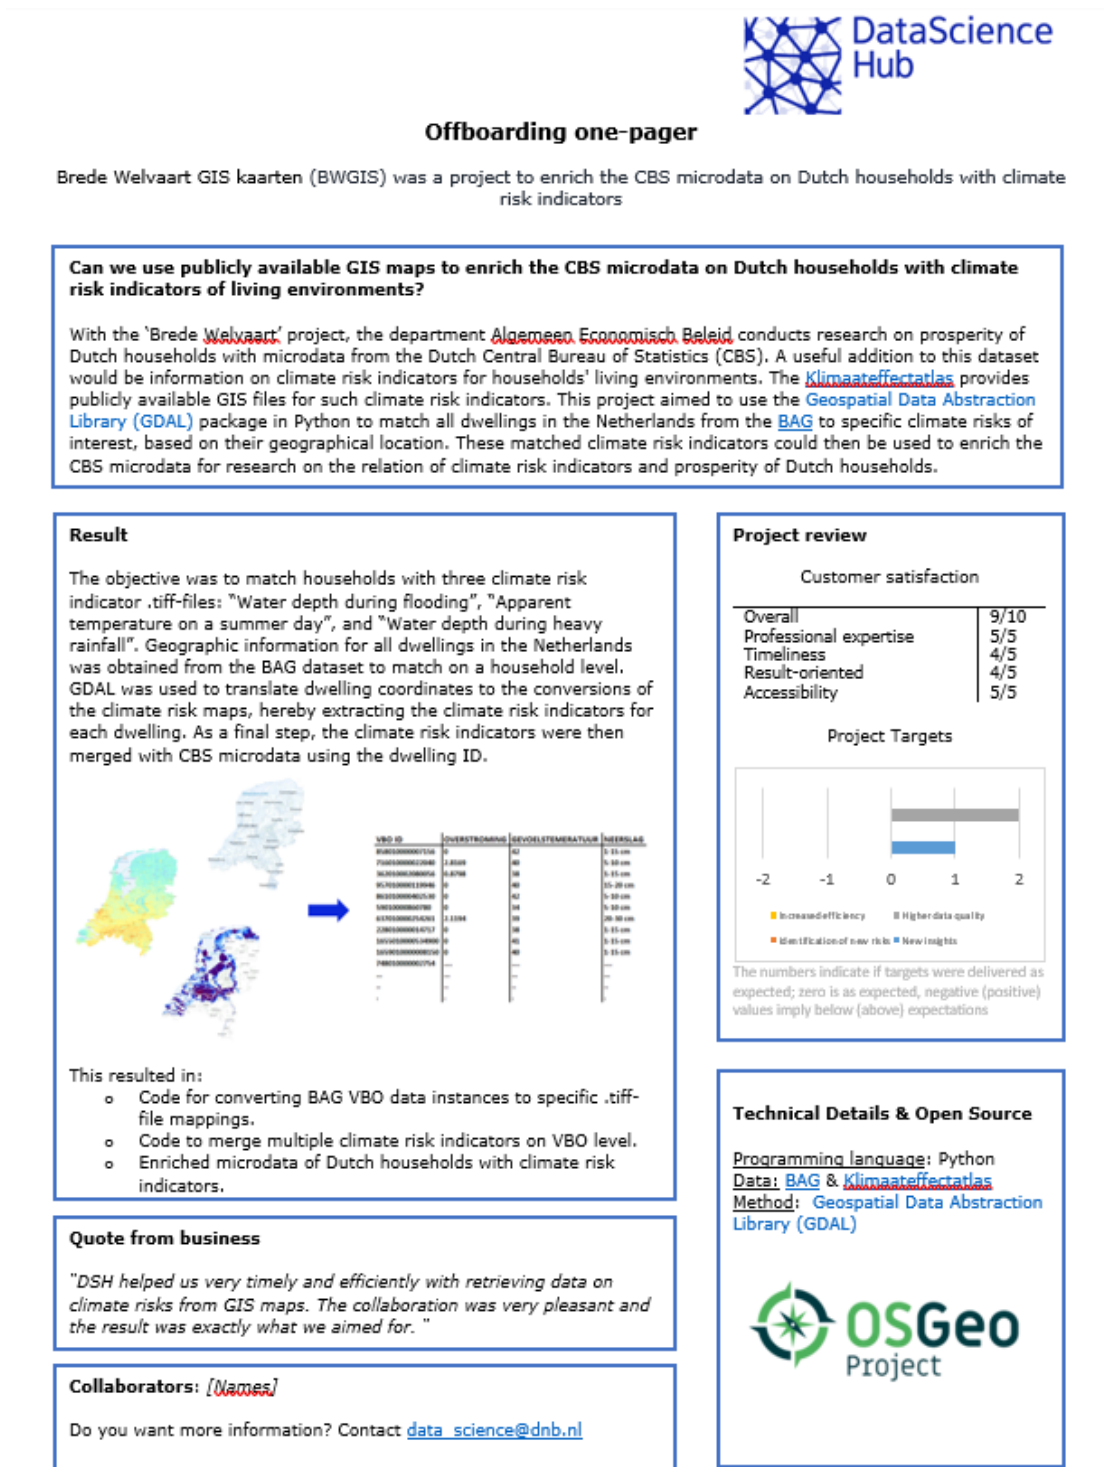 DataScience
Hub
Offboarding one-pager
Brede Welvaart GIS kaarten (BWGIS) was a project to enrich the CBS microdata on Dutch households with climate
risk indicators
Can we use publicly available GIS maps to enrich the CBS microdata on Dutch households with climate
risk indicators of living environments?
With the ‘Brede Welvaart’ project, the department Algemeen Economisch Beleid conducts research on prosperity of
Dutch households with microdata from the Dutch Central Bureau of Statistics (CBS). A useful addition to this dataset
would be information on climate risk indicators for households' living environments. The Klimaateffectatlas provides
publicly available GIS files for such climate risk indicators. This project aimed to use the Geospatial Data Abstraction
Library (GDAL) package in Python to match all dwellings in the Netherlands from the BAG to specific climate risks of
interest, based on their geographical location. These matched climate risk indicators could then be used to enrich the
CBS microdata for research on the relation of climate risk indicators and prosperity of Dutch households.
Result
The objective was to match households with three climate risk
indicator .tiff-files: “Water depth during flooding”, “Apparent
temperature on a summer day”, and “Water depth during heavy
rainfall”. Geographic information for all dwellings in the Netherlands
was obtained from the BAG dataset to match on a household level.
GDAL was used to translate dwelling coordinates to the conversions of
the climate risk maps, hereby extracting the climate risk indicators for
each dwelling. As a final step, the climate risk indicators were then
merged with CBS microdata using the dwelling ID.
VBO ID OVERSTROMING GEVOELSTEMERATUUR NEERSLAG
This resulted in:
o Code for converting BAG VBO data instances to specific .tiff-
file mappings.
o Code to merge multiple climate risk indicators on VBO level.
o Enriched microdata of Dutch households with climate risk
indicators.
Quote from business
“DSH helped us very timely and efficiently with retrieving data on
climate risks from GIS maps. The collaboration was very pleasant and
the result was exactly what we aimed for. ”
Collaborators: [Names]
Do you want more information? Contact data_science@dnb.nl
Project review
Customer satisfaction
Overall 9/10
Professional expertise 5/5
Timeliness 4/5
Result-oriented 4/5
Accessibility 5/5
Project Targets
-2 -1 0 1 2
Increased efficiency Higher data quality
Identification of new risks New insights
The numbers indicate if targets were delivered as
expected; zero is as expected, negative (positive)
values imply below (above) expectations
Technical Details & Open Source
Programming language: Python
Data: BAG & Klimaateffectatlas
Method: Geospatial Data Abstraction
Library (GDAL)
OSGeo
Project